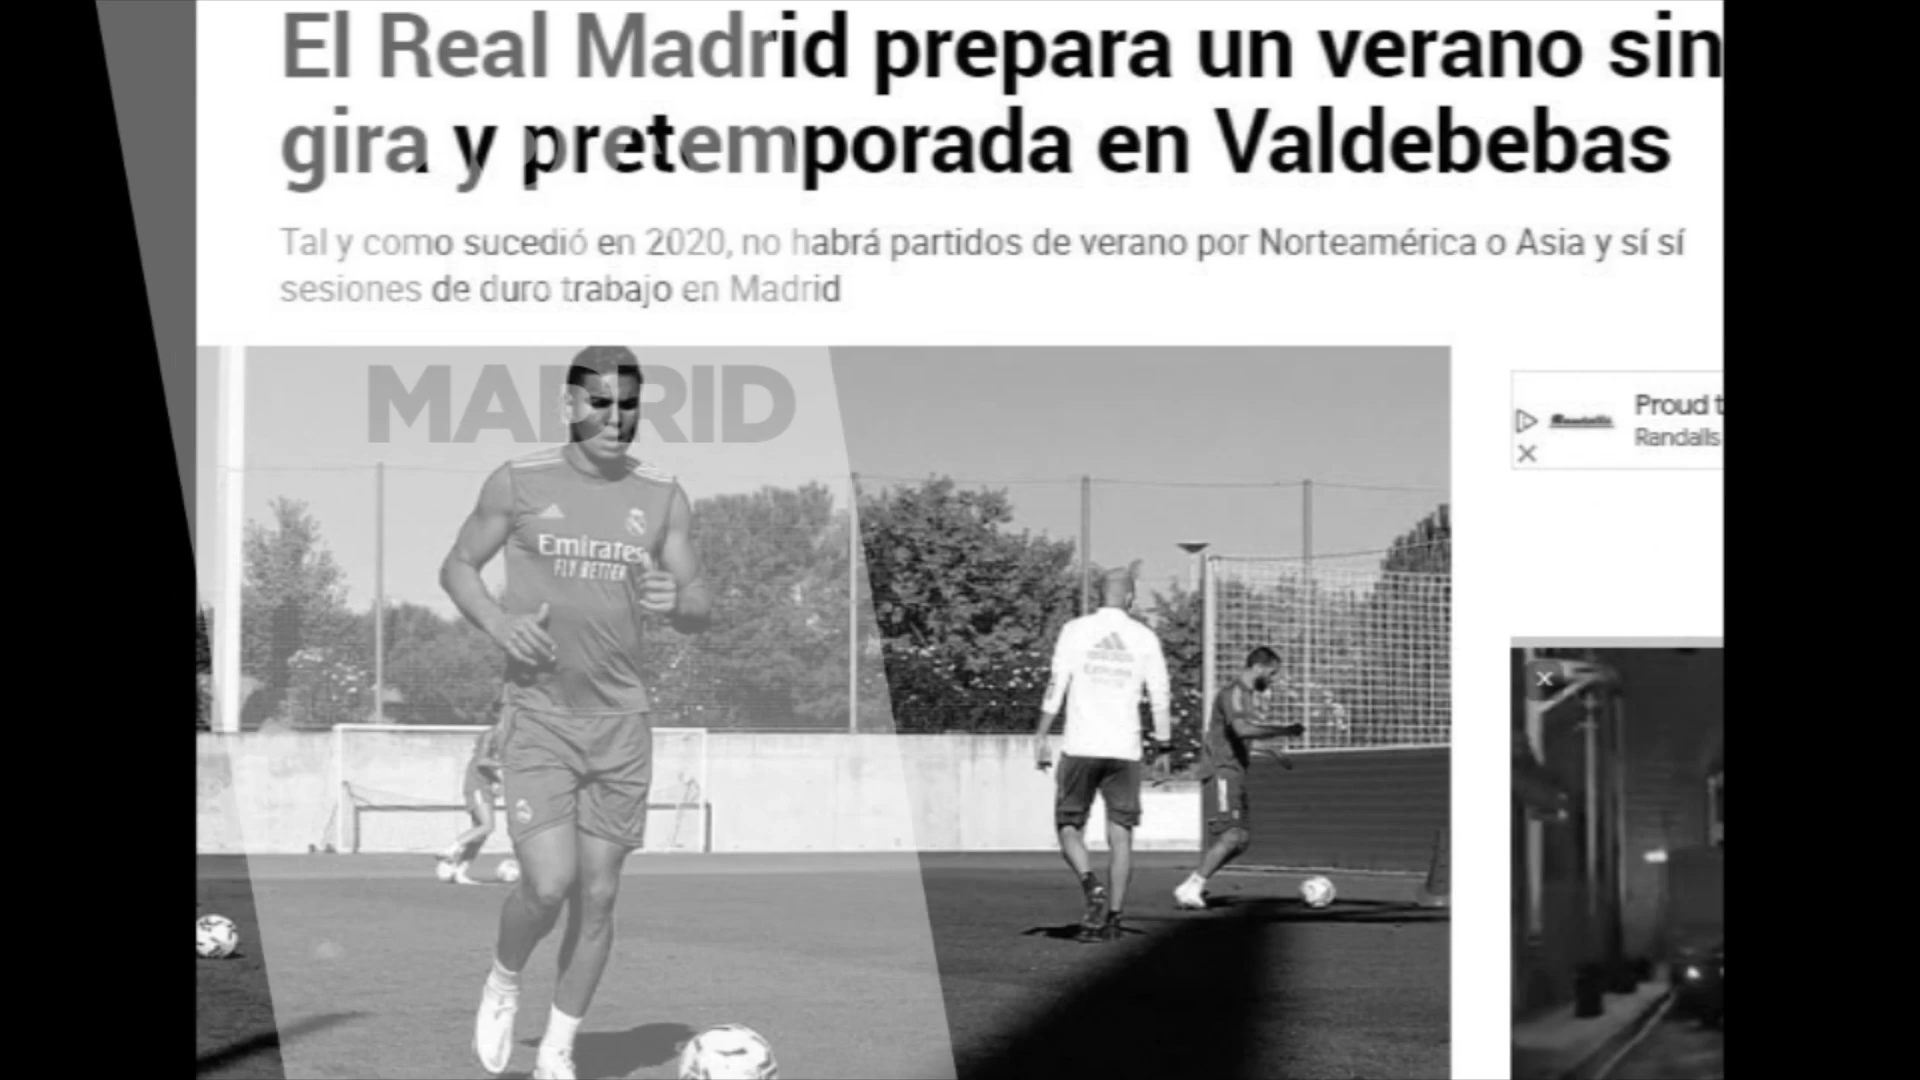 El Real Madrid prepara un verano sin
gira y pretemporada en Valdebebas
Tal y como sucedió en 2020, no habrá partidos de verano por Norteamérica o Asia y sí sí
sesiones de duro trabajo en Madrid
MADRID
Proud t
Randalls
Emirates
FLY BETTER